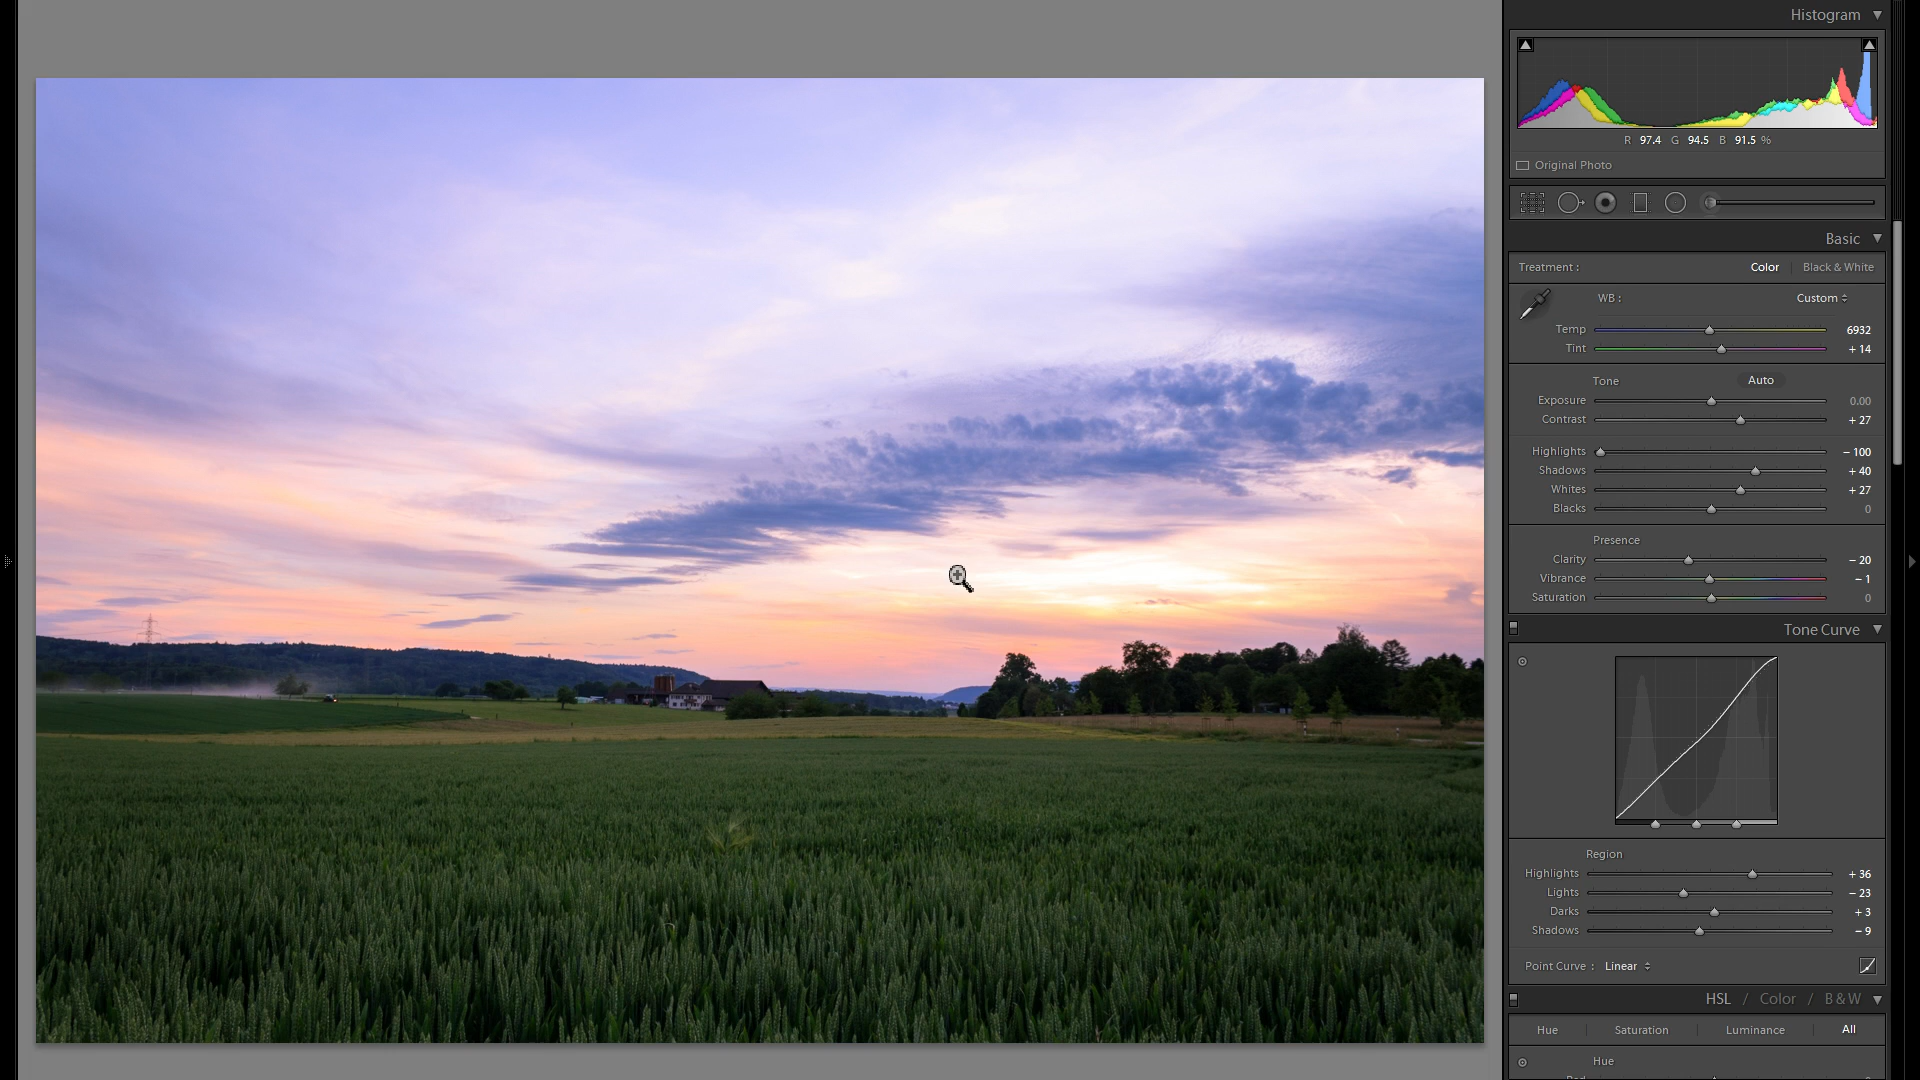 Histogram
R 97.4 G 94.5 B 91.5 %
Original Photo
Basic
Treatment : Color Black & White
WB : Custom
Temp 6932
Tint + 14
Tone Auto
Exposure 0.00
Contrast + 27
Highlights − 100
Shadows + 40
Whites + 27
Blacks 0
Presence
Clarity − 20
Vibrance − 1
Saturation 0
Tone Curve
Region
Highlights + 36
Lights − 23
Darks + 3
Shadows − 9
Point Curve : Linear
HSL / Color / B & W
Hue Saturation Luminance All
Hue